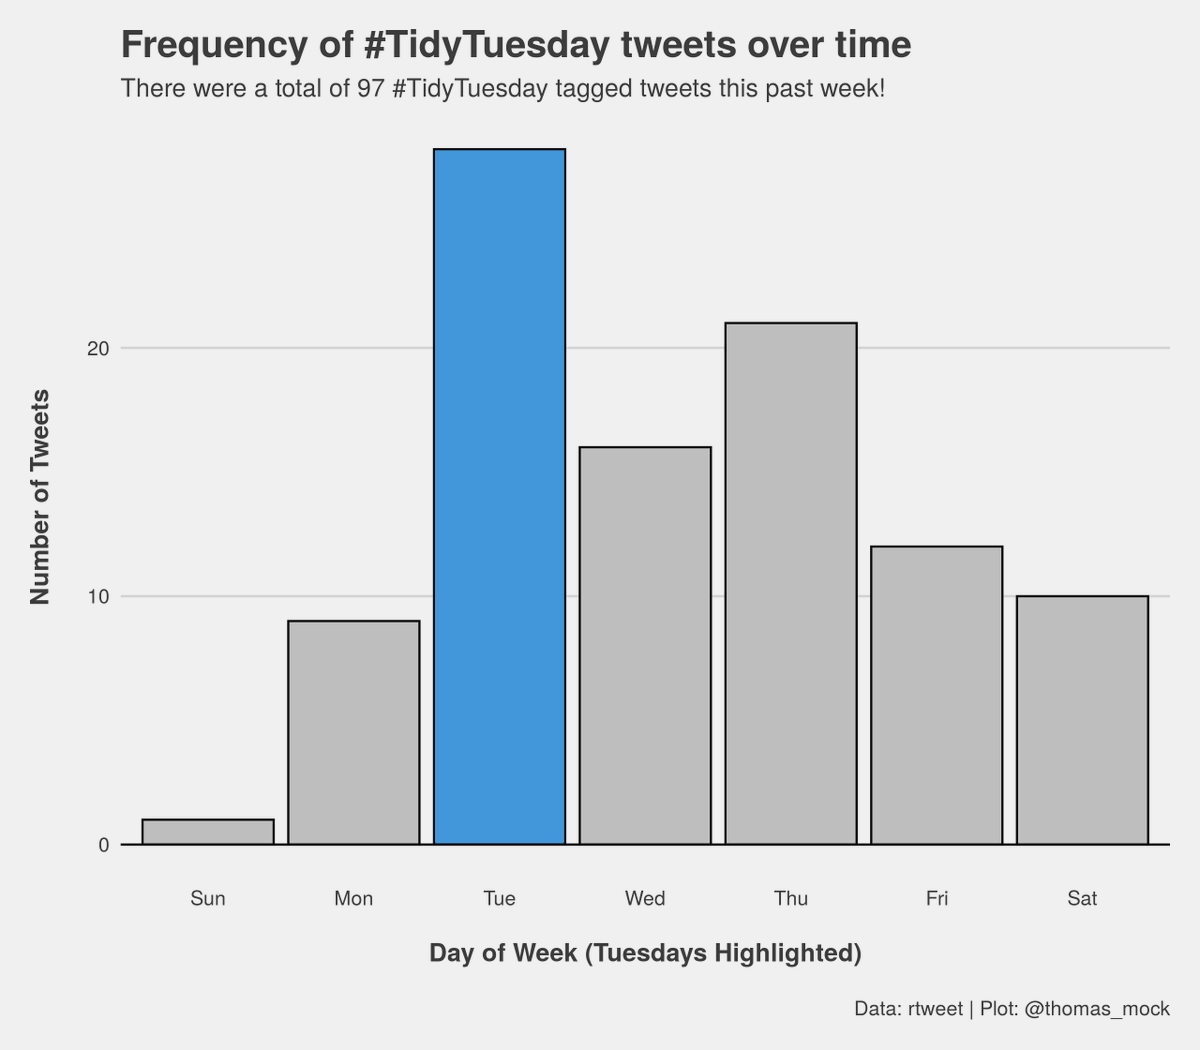 Frequency of #TidyTuesday tweets over time
There were a total of 97 #TidyTuesday tagged tweets this past week!
Number of Tweets
20
10
0
Sun Mon Tue Wed Thu Fri Sat
Day of Week (Tuesdays Highlighted)
Data: rtweet | Plot: @thomas_mock